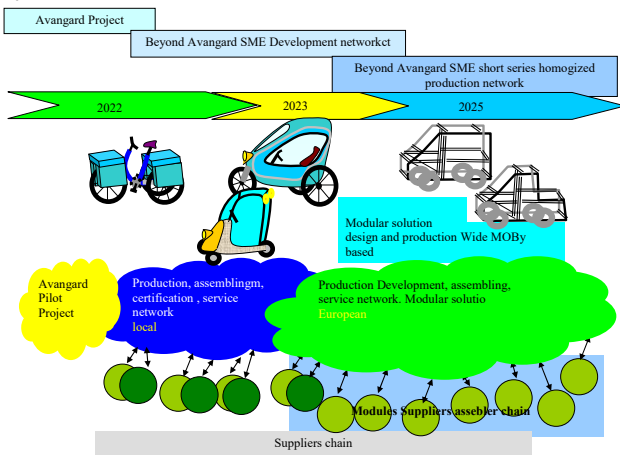 Avangard Project
Beyond Avangard SME Development networkct
Beyond Avangard SME short series homogized
production network
2022
2023
2025
Modular solution
design and production Wide MOBy
based
Avangard
Pilot
Project
Production, assemblingm,
certification , service
network
local
Production Development, assembling,
service network. Modular solutio
European
Modules Suppliers assebler chain
Suppliers chain